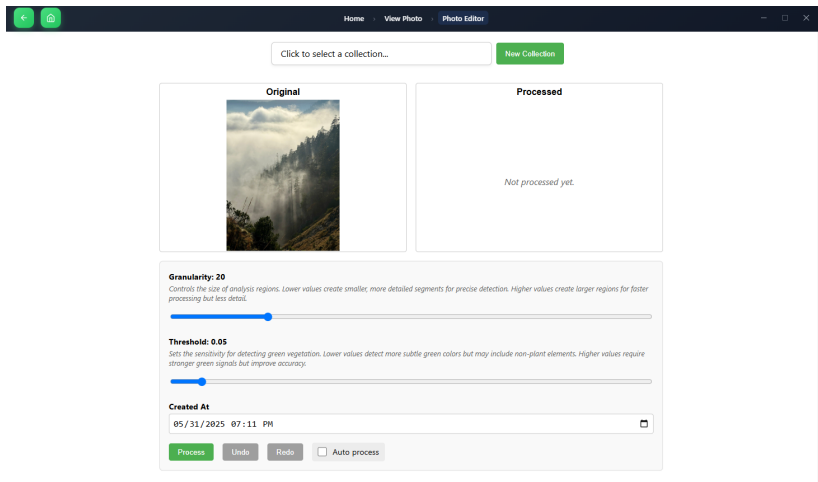 Home › View Photo › Photo Editor
Click to select a collection...
New Collection
Original
Processed
Not processed yet.
Granularity: 20
Controls the size of analysis regions. Lower values create smaller, more detailed segments for precise detection. Higher values create larger regions for faster
processing but less detail.
Threshold: 0.05
Sets the sensitivity for detecting green vegetation. Lower values detect more subtle green colors but may include non-plant elements. Higher values require
stronger green signals but improve accuracy.
Created At
05/31/2025 07:11 PM
Process Undo Redo Auto process